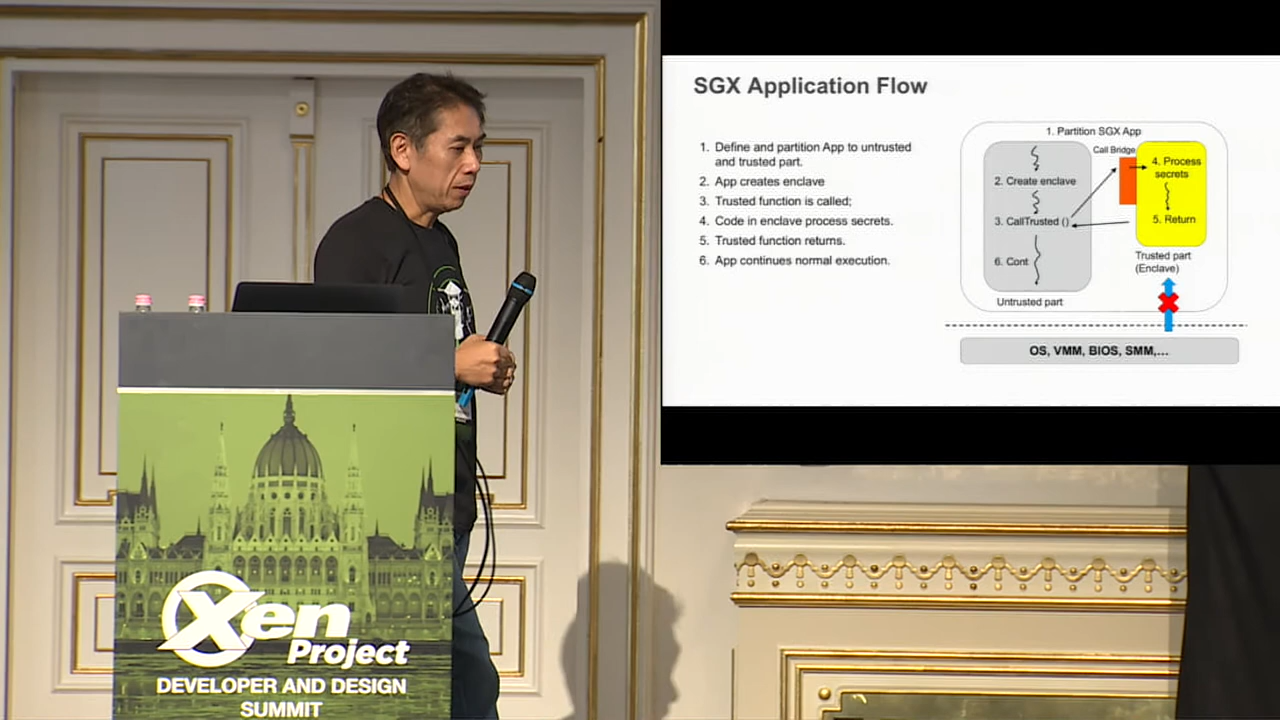 SGX Application Flow
1. Define and partition App to untrusted
and trusted part.
2. App creates enclave
3. Trusted function is called;
4. Code in enclave process secrets.
5. Trusted function returns.
6. App continues normal execution.
1. Partition SGX App
Call Bridge
2. Create enclave
3. CallTrusted ()
6. Cont
Untrusted part
4. Process
secrets
5. Return
Trusted part
(Enclave)
OS, VMM, BIOS, SMM,...
Xen
Project
DEVELOPER AND DESIGN
SUMMIT